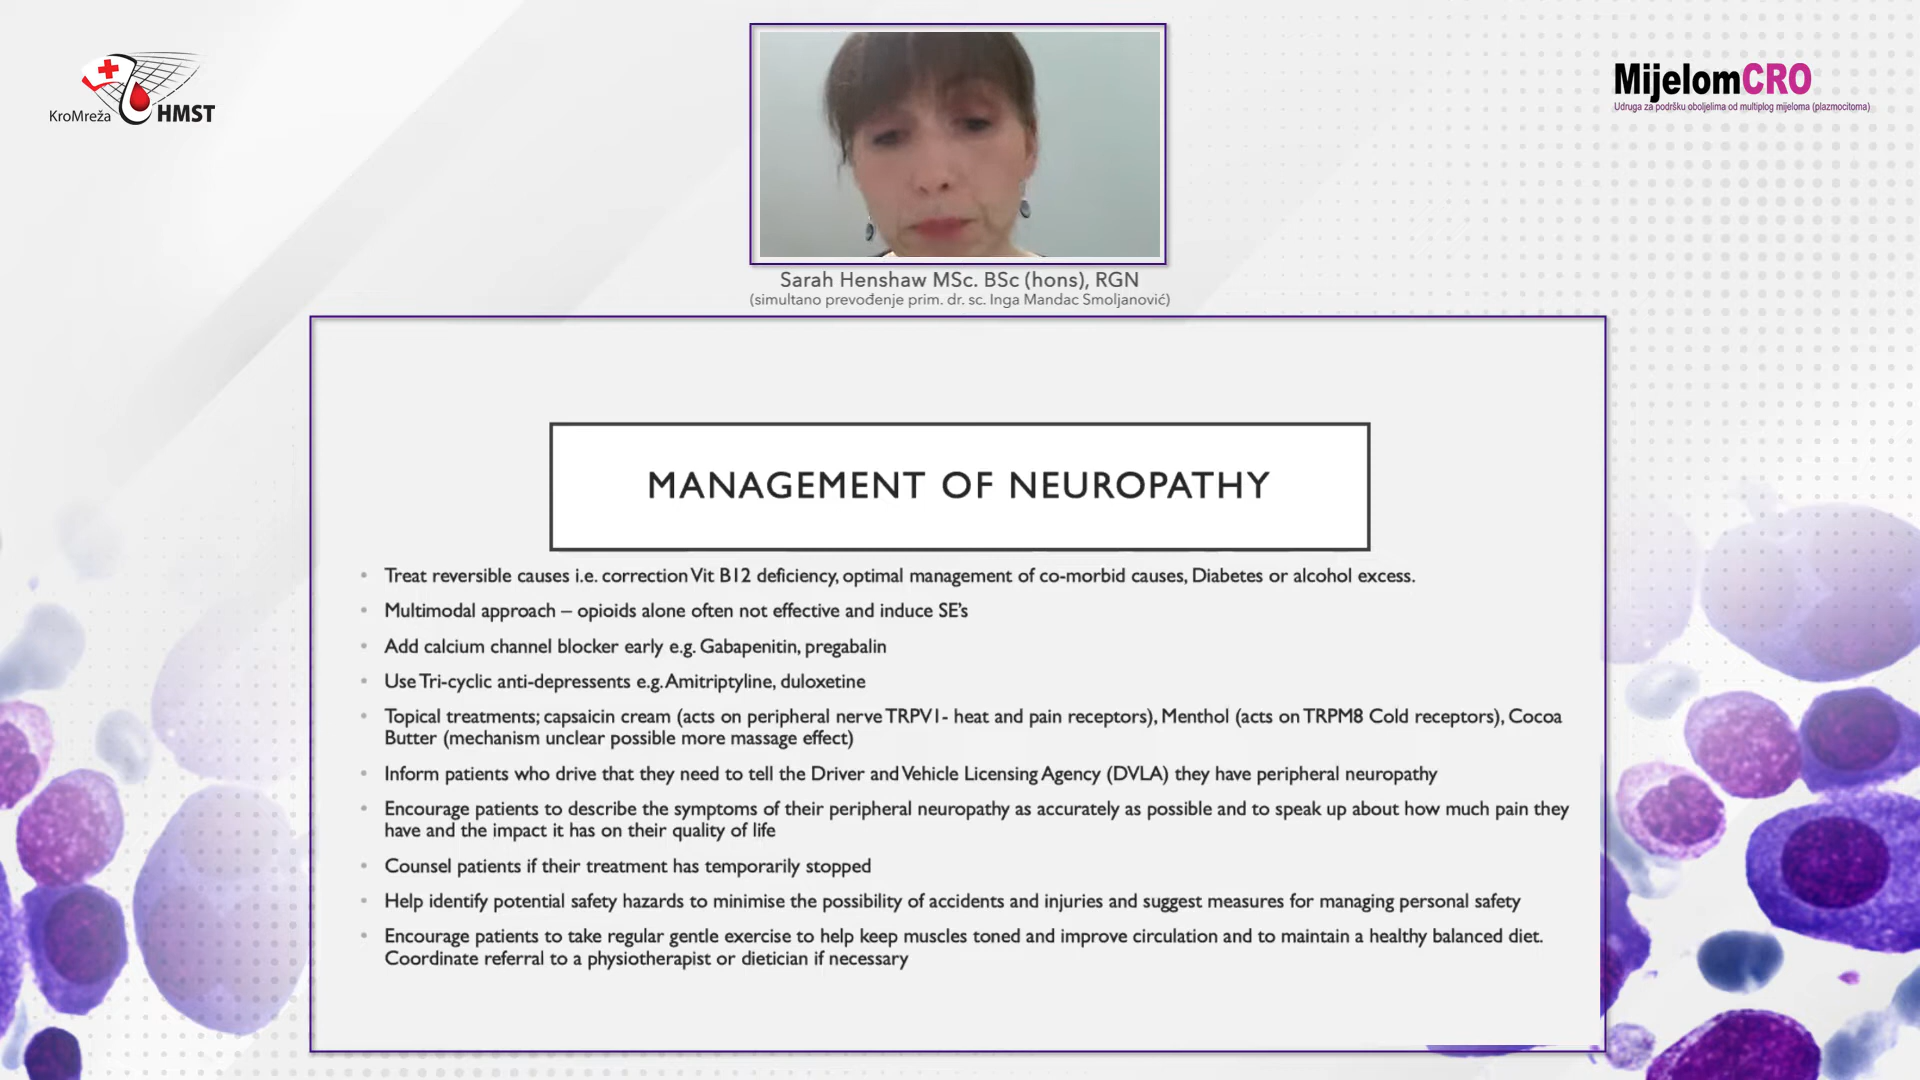 KroMreža HMST
MijelomCRO
Udruga za podršku oboljelima od multiplog mijeloma (plazmocitoma)
Sarah Henshaw MSc. BSc (hons), RGN
(simultano prevođenje prim. dr. sc. Inga Mandac Smoljanović)
MANAGEMENT OF NEUROPATHY
• Treat reversible causes i.e. correction Vit B12 deficiency, optimal management of co-morbid causes, Diabetes or alcohol excess.
• Multimodal approach – opioids alone often not effective and induce SE's
• Add calcium channel blocker early e.g. Gabapenitin, pregabalin
• Use Tri-cyclic anti-depressents e.g. Amitriptyline, duloxetine
• Topical treatments; capsaicin cream (acts on peripheral nerve TRPV1- heat and pain receptors), Menthol (acts on TRPM8 Cold receptors), Cocoa
Butter (mechanism unclear possible more massage effect)
• Inform patients who drive that they need to tell the Driver and Vehicle Licensing Agency (DVLA) they have peripheral neuropathy
• Encourage patients to describe the symptoms of their peripheral neuropathy as accurately as possible and to speak up about how much pain they
have and the impact it has on their quality of life
• Counsel patients if their treatment has temporarily stopped
• Help identify potential safety hazards to minimise the possibility of accidents and injuries and suggest measures for managing personal safety
• Encourage patients to take regular gentle exercise to help keep muscles toned and improve circulation and to maintain a healthy balanced diet.
Coordinate referral to a physiotherapist or dietician if necessary